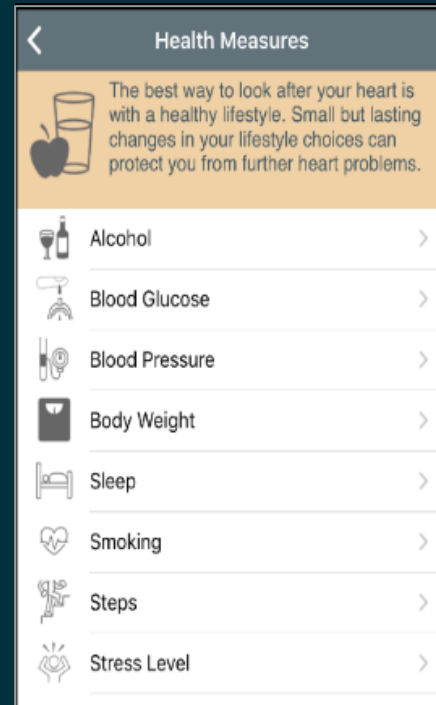 Health Measures
The best way to look after your heart is
with a healthy lifestyle. Small but lasting
changes in your lifestyle choices can
protect you from further heart problems.
Alcohol
Blood Glucose
Blood Pressure
Body Weight
Sleep
Smoking
Steps
Stress Level